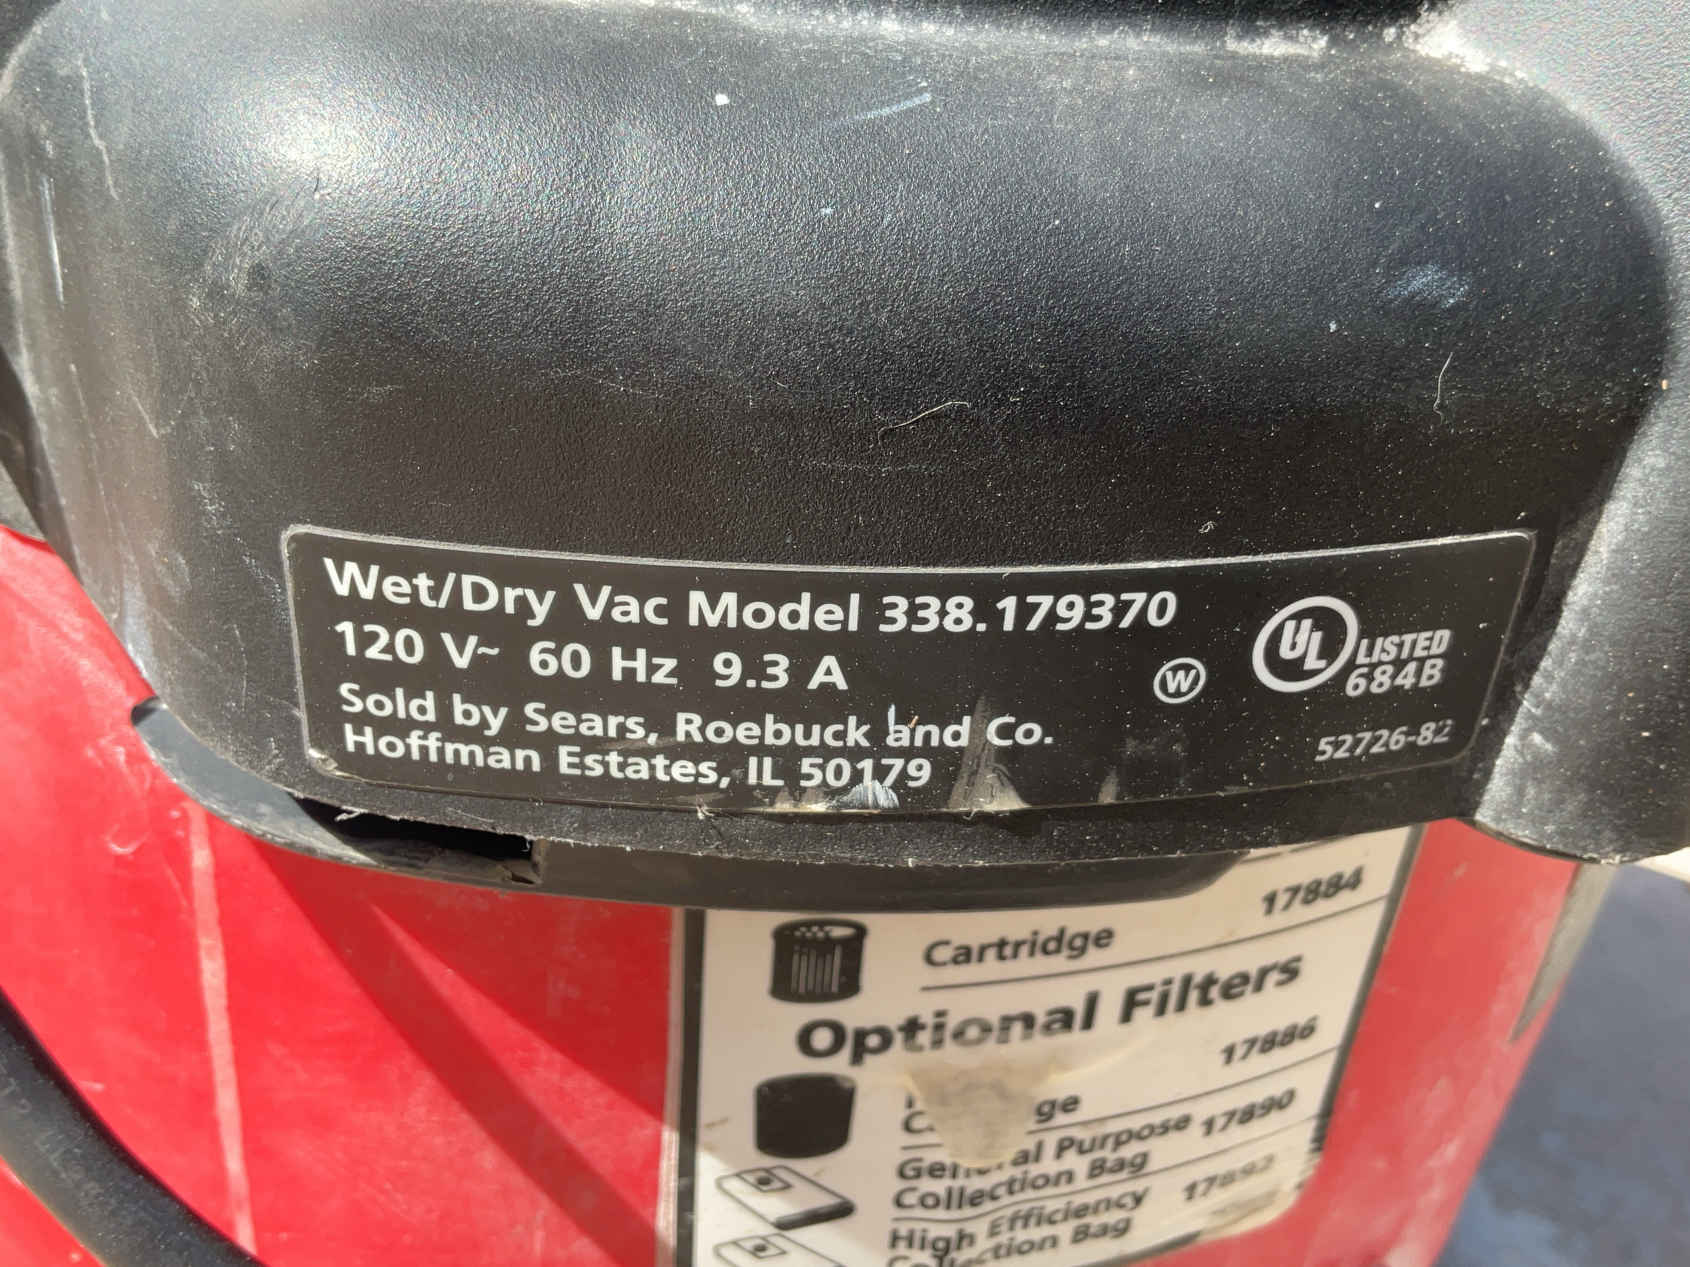 Wet/Dry Vac Model 338.179370
120 V~ 60 Hz 9.3 A
Sold by Sears, Roebuck and Co.
Hoffman Estates, IL 50179
W
UL LISTED
684B
52726-82
Cartridge 17884
Optional Filters
17886
General Purpose 17890
Collection Bag
High Efficiency 17892
Collection Bag